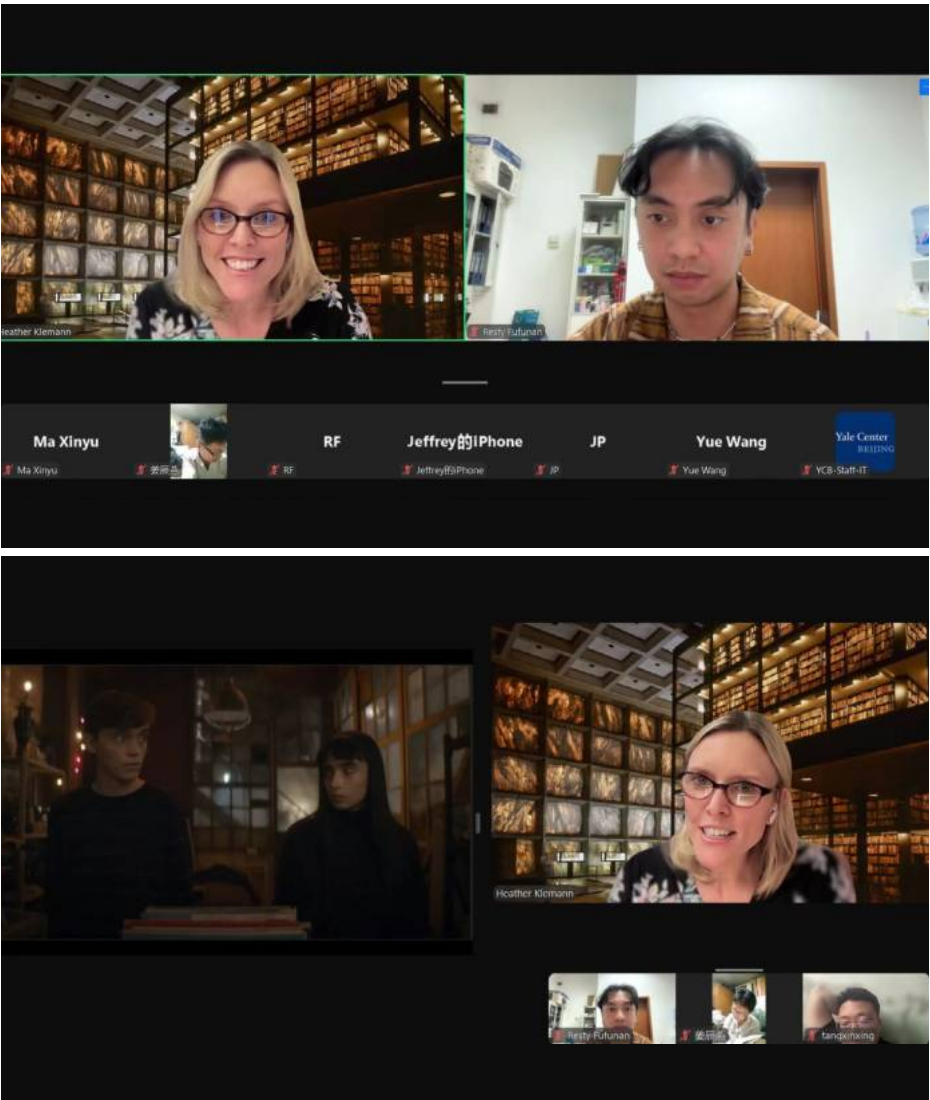 Heather Klemann
Resty Fufunan
Ma Xinyu
RF
Jeffrey的iPhone
JP
Yue Wang
Yale Center
BEIJING
Ma Xinyu
RF
Jeffrey的iPhone
JP
Yue Wang
YCB-Staff-IT
Heather Klemann
Resty Fufunan
tangxinxing